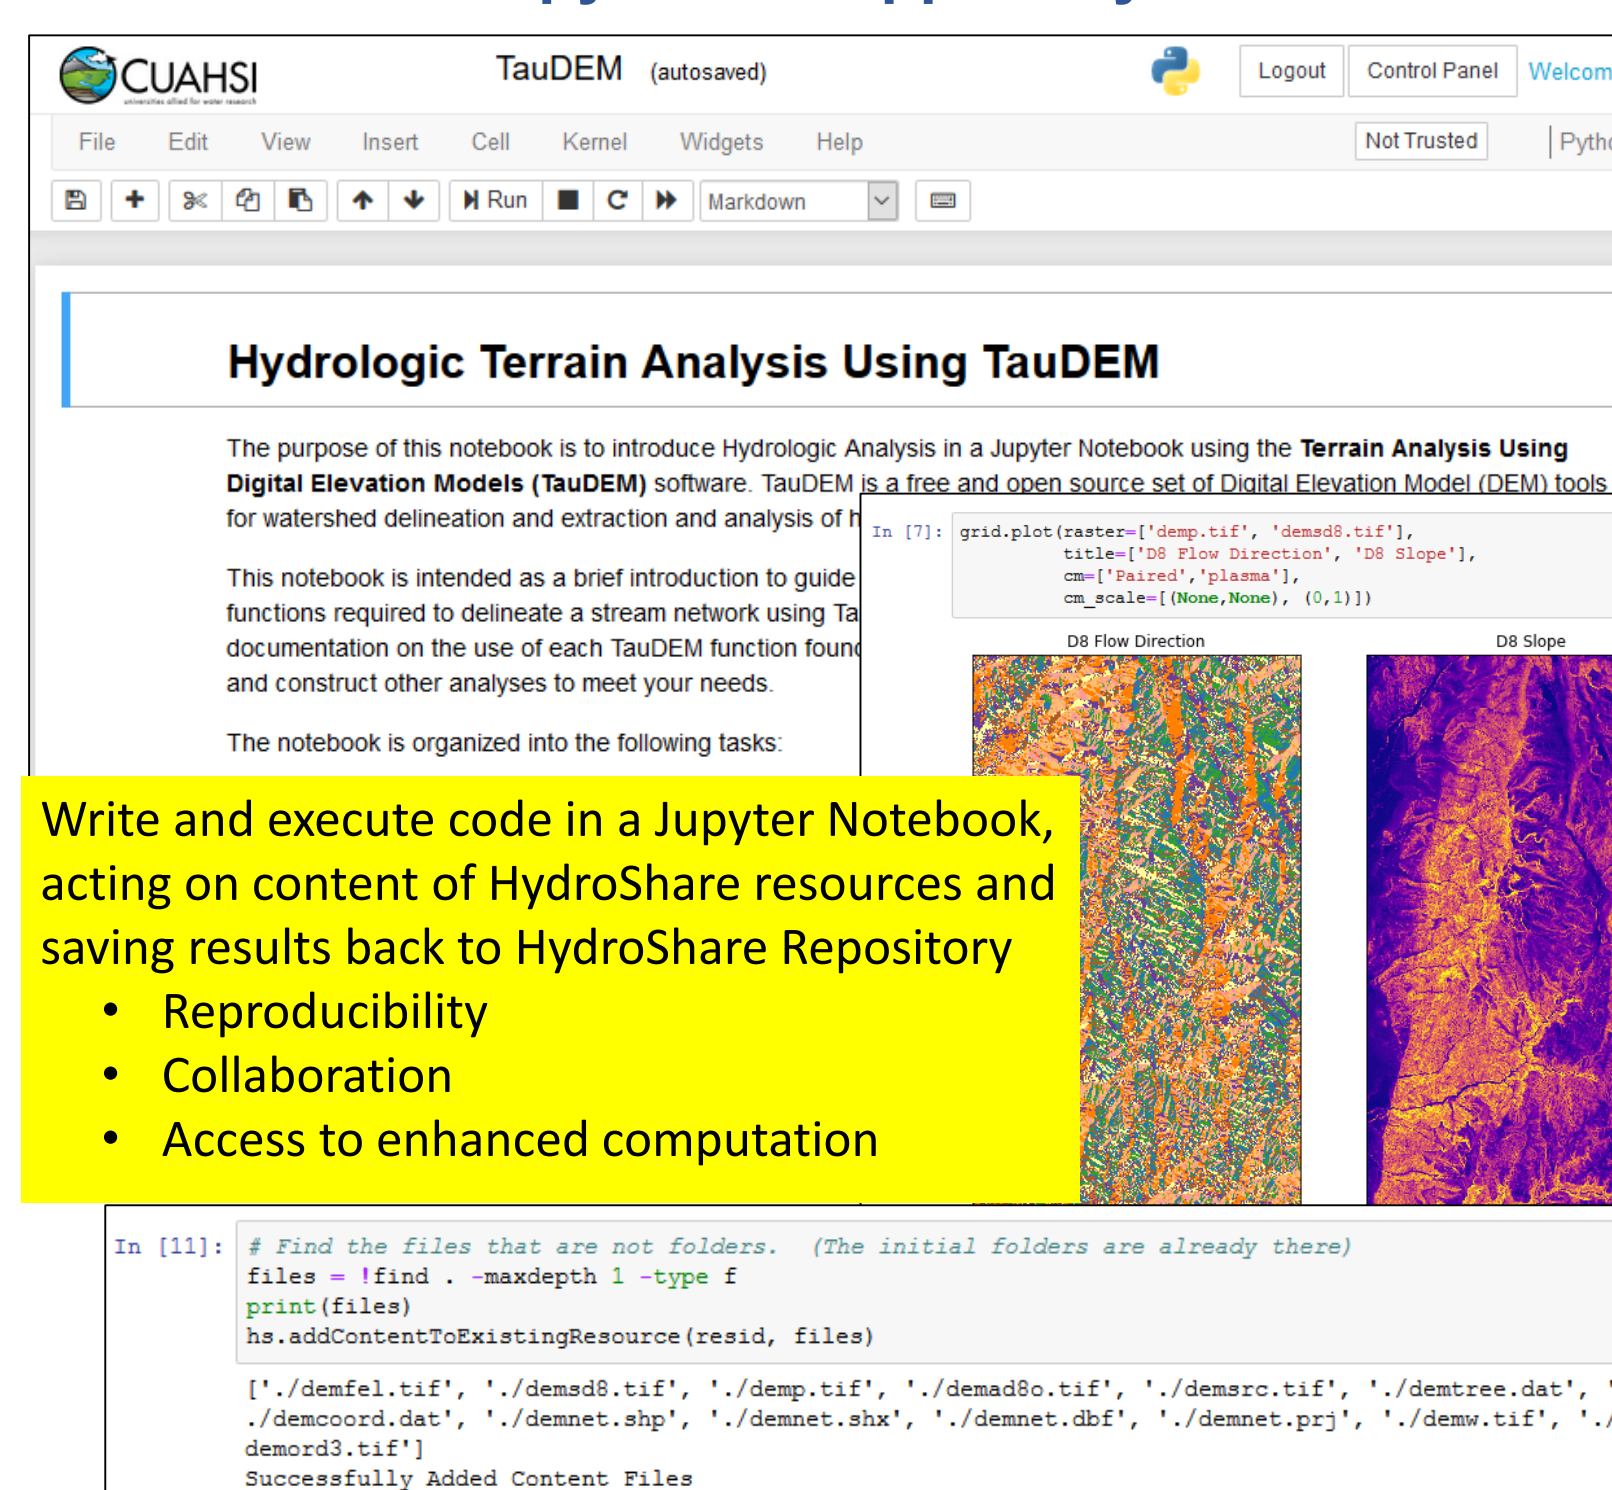 CUAHSI
universities allied for water research
TauDEM (autosaved)
Logout
Control Panel
File Edit View Insert Cell Kernel Widgets Help
Not Trusted
Run
Markdown
Hydrologic Terrain Analysis Using TauDEM
The purpose of this notebook is to introduce Hydrologic Analysis in a Jupyter Notebook using the Terrain Analysis Using
Digital Elevation Models (TauDEM) software. TauDEM is a free and open source set of Digital Elevation Model (DEM) tools
for watershed delineation and extraction and analysis of
This notebook is intended as a brief introduction to guide
functions required to delineate a stream network using
documentation on the use of each TauDEM function
and construct other analyses to meet your needs.
The notebook is organized into the following tasks:
In [7]: grid.plot(raster=['demp.tif', 'demsd8.tif'],
title=['D8 Flow Direction', 'D8 Slope'],
cm=['Paired','plasma'],
cm_scale=[(None,None), (0,1)])
D8 Flow Direction
D8 Slope
Write and execute code in a Jupyter Notebook,
acting on content of HydroShare resources and
saving results back to HydroShare Repository
• Reproducibility
• Collaboration
• Access to enhanced computation
In [11]: # Find the files that are not folders. (The initial folders are already there)
files = !find . -maxdepth 1 -type f
print(files)
hs.addContentToExistingResource(resid, files)
['./demfel.tif', './demsd8.tif', './demp.tif', './demad8o.tif', './demsrc.tif', './demtree.dat', '
./demcoord.dat', './demnet.shp', './demnet.shx', './demnet.dbf', './demnet.prj', './demw.tif', './
demord3.tif']
Successfully Added Content Files